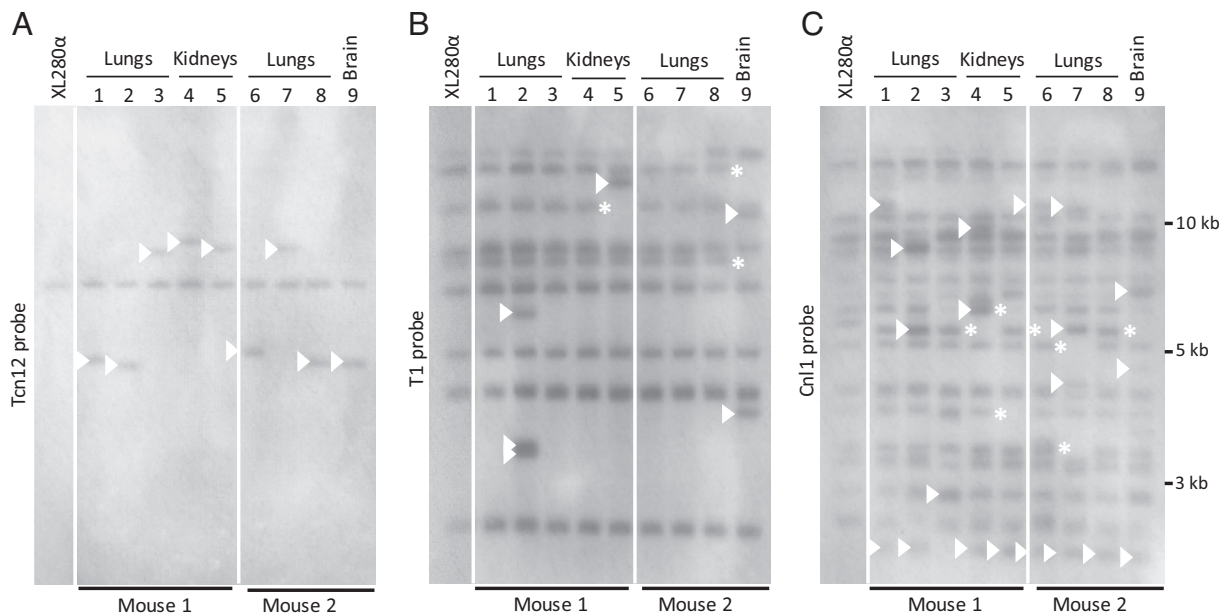 A
XL280α
Lungs Kidneys Lungs Brain
1 2 3 4 5 6 7 8 9
Tcn12 probe
Mouse 1 Mouse 2
B
XL280α
Lungs Kidneys Lungs Brain
1 2 3 4 5 6 7 8 9
T1 probe
* * *
Mouse 1 Mouse 2
C
XL280α
Lungs Kidneys Lungs Brain
1 2 3 4 5 6 7 8 9
Cnl1 probe
* * * * * * *
10 kb
5 kb
3 kb
Mouse 1 Mouse 2